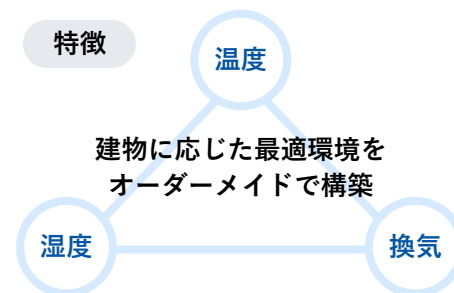 特徴
温度
建物に応じた最適環境を
オーダーメイドで構築
湿度
換気